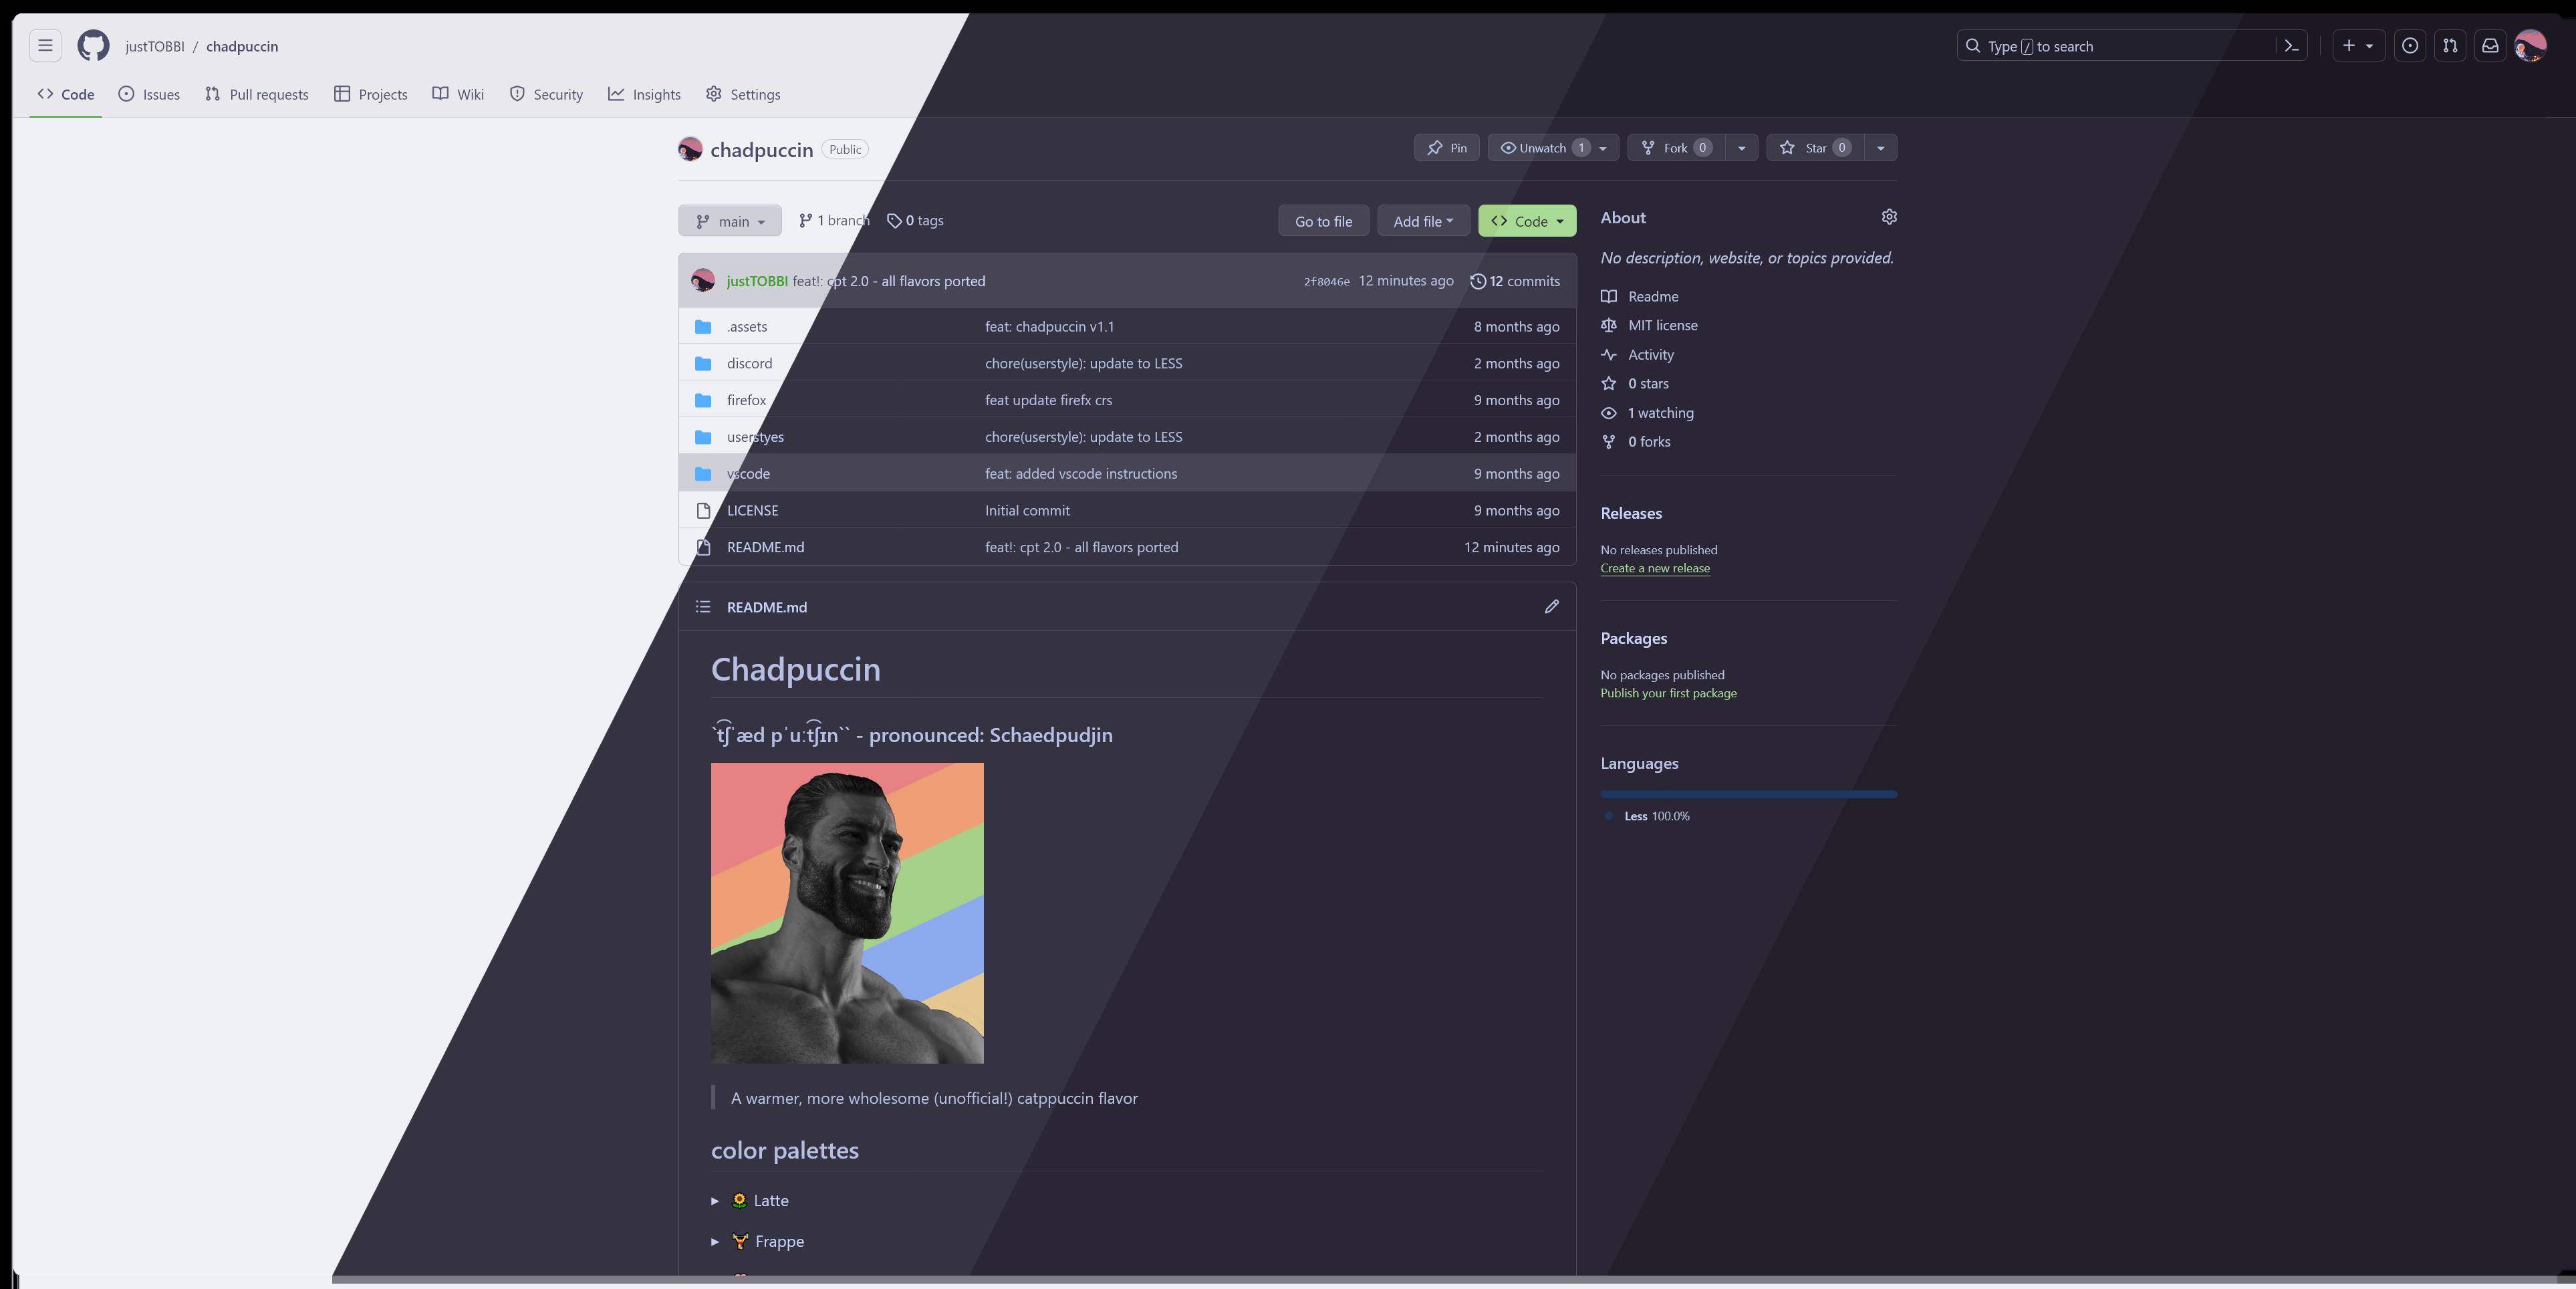 justTOBBI / chadpuccin
Type / to search
Code Issues Pull requests Projects Wiki Security Insights Settings
chadpuccin Public
Pin Unwatch 1 Fork 0 Star 0
main 1 branch 0 tags Go to file Add file Code
justTOBBI feat!: cpt 2.0 - all flavors ported 2f8046e 12 minutes ago 12 commits
.assets feat: chadpuccin v1.1 8 months ago
discord chore(userstyle): update to LESS 2 months ago
firefox feat update firefx crs 9 months ago
userstyes chore(userstyle): update to LESS 2 months ago
vscode feat: added vscode instructions 9 months ago
LICENSE Initial commit 9 months ago
README.md feat!: cpt 2.0 - all flavors ported 12 minutes ago
README.md
Chadpuccin
`t͡ʃˈæd pˈuːt͡ʃɪn`` - pronounced: Schaedpudjin
A warmer, more wholesome (unofficial!) catppuccin flavor
color palettes
Latte
Frappe
About
No description, website, or topics provided.
Readme
MIT license
Activity
0 stars
1 watching
0 forks
Releases
No releases published
Create a new release
Packages
No packages published
Publish your first package
Languages
Less 100.0%